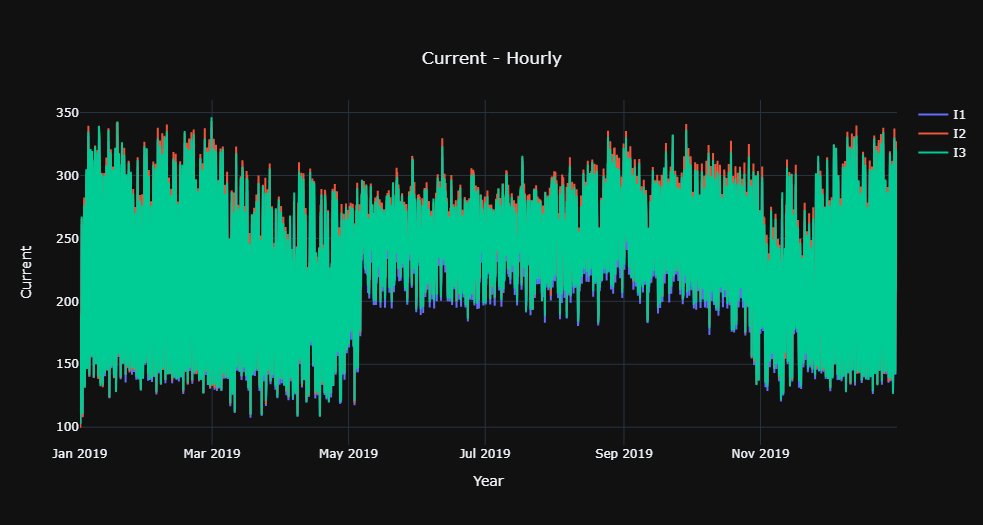 Current - Hourly
I1
I2
I3
350
300
250
200
150
100
Current
Jan 2019
Mar 2019
May 2019
Jul 2019
Sep 2019
Nov 2019
Year